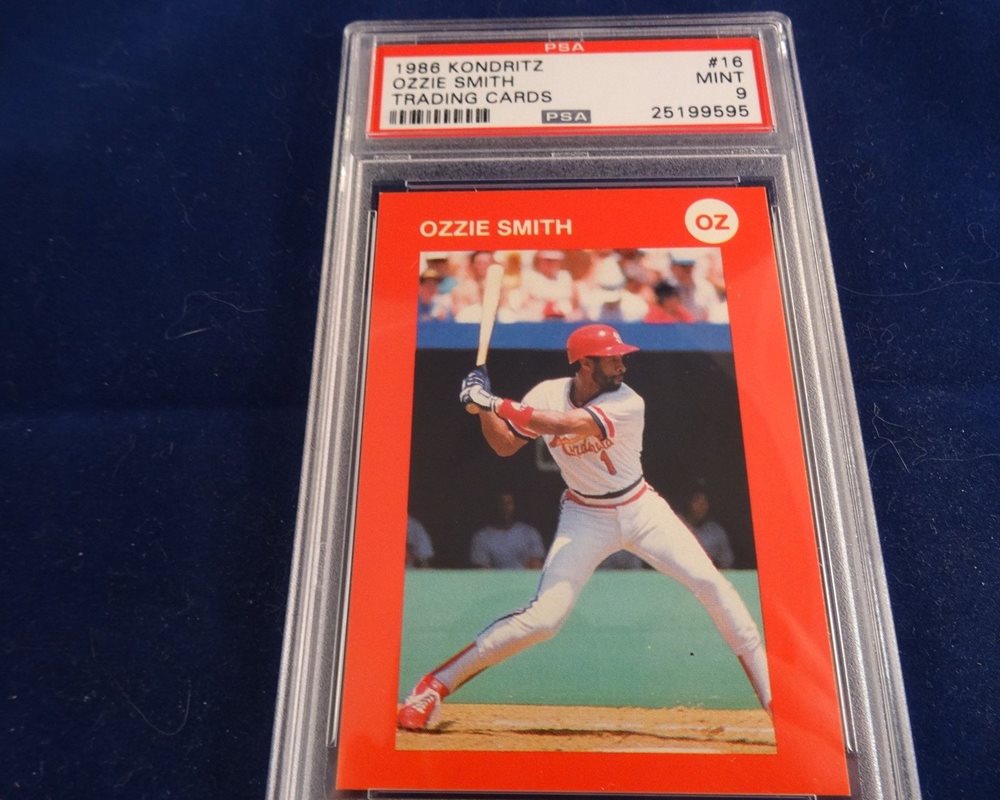 PSA
1986 KONDRITZ #16
OZZIE SMITH MINT
TRADING CARDS 9
PSA 25199595
OZZIE SMITH OZ
Cardinals
1